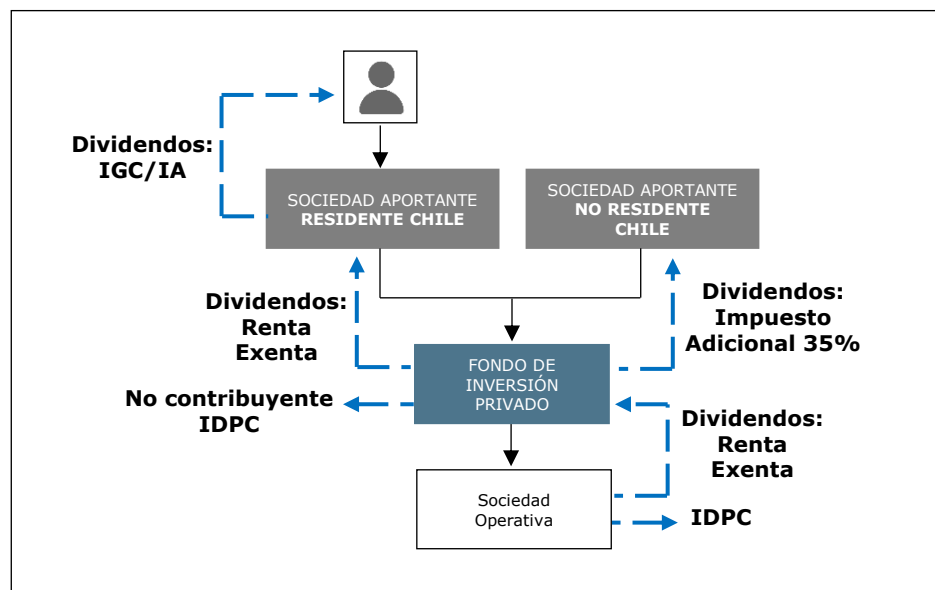 Dividendos:
IGC/IA
SOCIEDAD APORTANTE
RESIDENTE CHILE
SOCIEDAD APORTANTE
NO RESIDENTE
CHILE
Dividendos:
Renta
Exenta
Dividendos:
Impuesto
Adicional 35%
FONDO DE
INVERSIÓN
PRIVADO
No contribuyente
IDPC
Dividendos:
Renta
Exenta
Sociedad
Operativa
IDPC